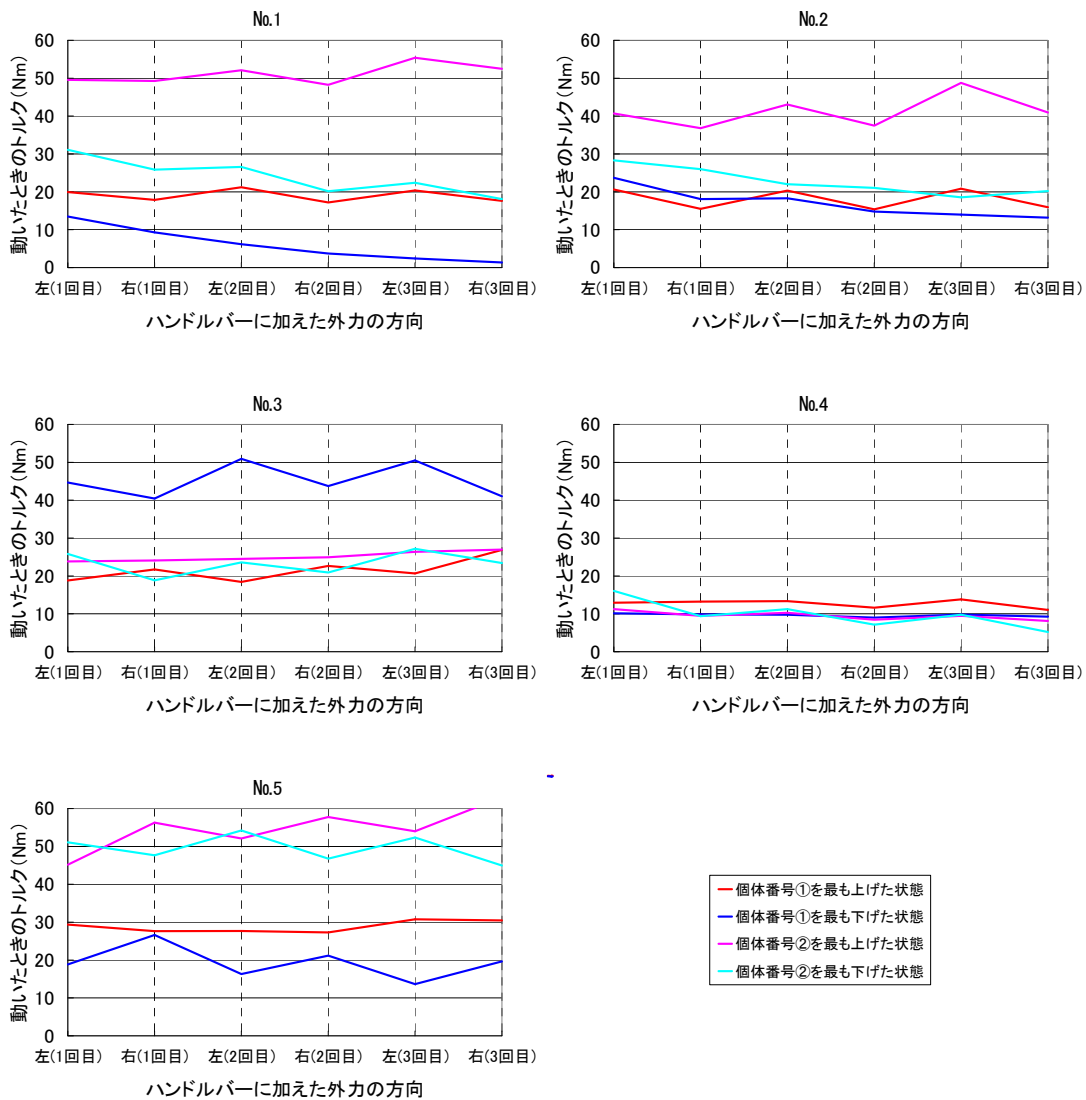 №.1
60
50
40
30
20
10
0
動いたときのトルク(Nm)
左(1回目) 右(1回目) 左(2回目) 右(2回目) 左(3回目) 右(3回目)
ハンドルバーに加えた外力の方向
№.2
60
50
40
30
20
10
0
動いたときのトルク(Nm)
左(1回目) 右(1回目) 左(2回目) 右(2回目) 左(3回目) 右(3回目)
ハンドルバーに加えた外力の方向
№.3
60
50
40
30
20
10
0
動いたときのトルク(Nm)
左(1回目) 右(1回目) 左(2回目) 右(2回目) 左(3回目) 右(3回目)
ハンドルバーに加えた外力の方向
№.4
60
50
40
30
20
10
0
動いたときのトルク(Nm)
左(1回目) 右(1回目) 左(2回目) 右(2回目) 左(3回目) 右(3回目)
ハンドルバーに加えた外力の方向
№.5
60
50
40
30
20
10
0
動いたときのトルク(Nm)
左(1回目) 右(1回目) 左(2回目) 右(2回目) 左(3回目) 右(3回目)
ハンドルバーに加えた外力の方向
個体番号①を最も上げた状態
個体番号①を最も下げた状態
個体番号②を最も上げた状態
個体番号②を最も下げた状態